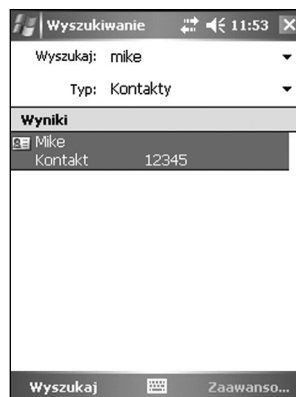 Wyszukiwanie 11:53
Wyszukaj: mike
Typ: Kontakty
Wyniki
Mike
Kontakt 12345
Wyszukaj Zaawanso...